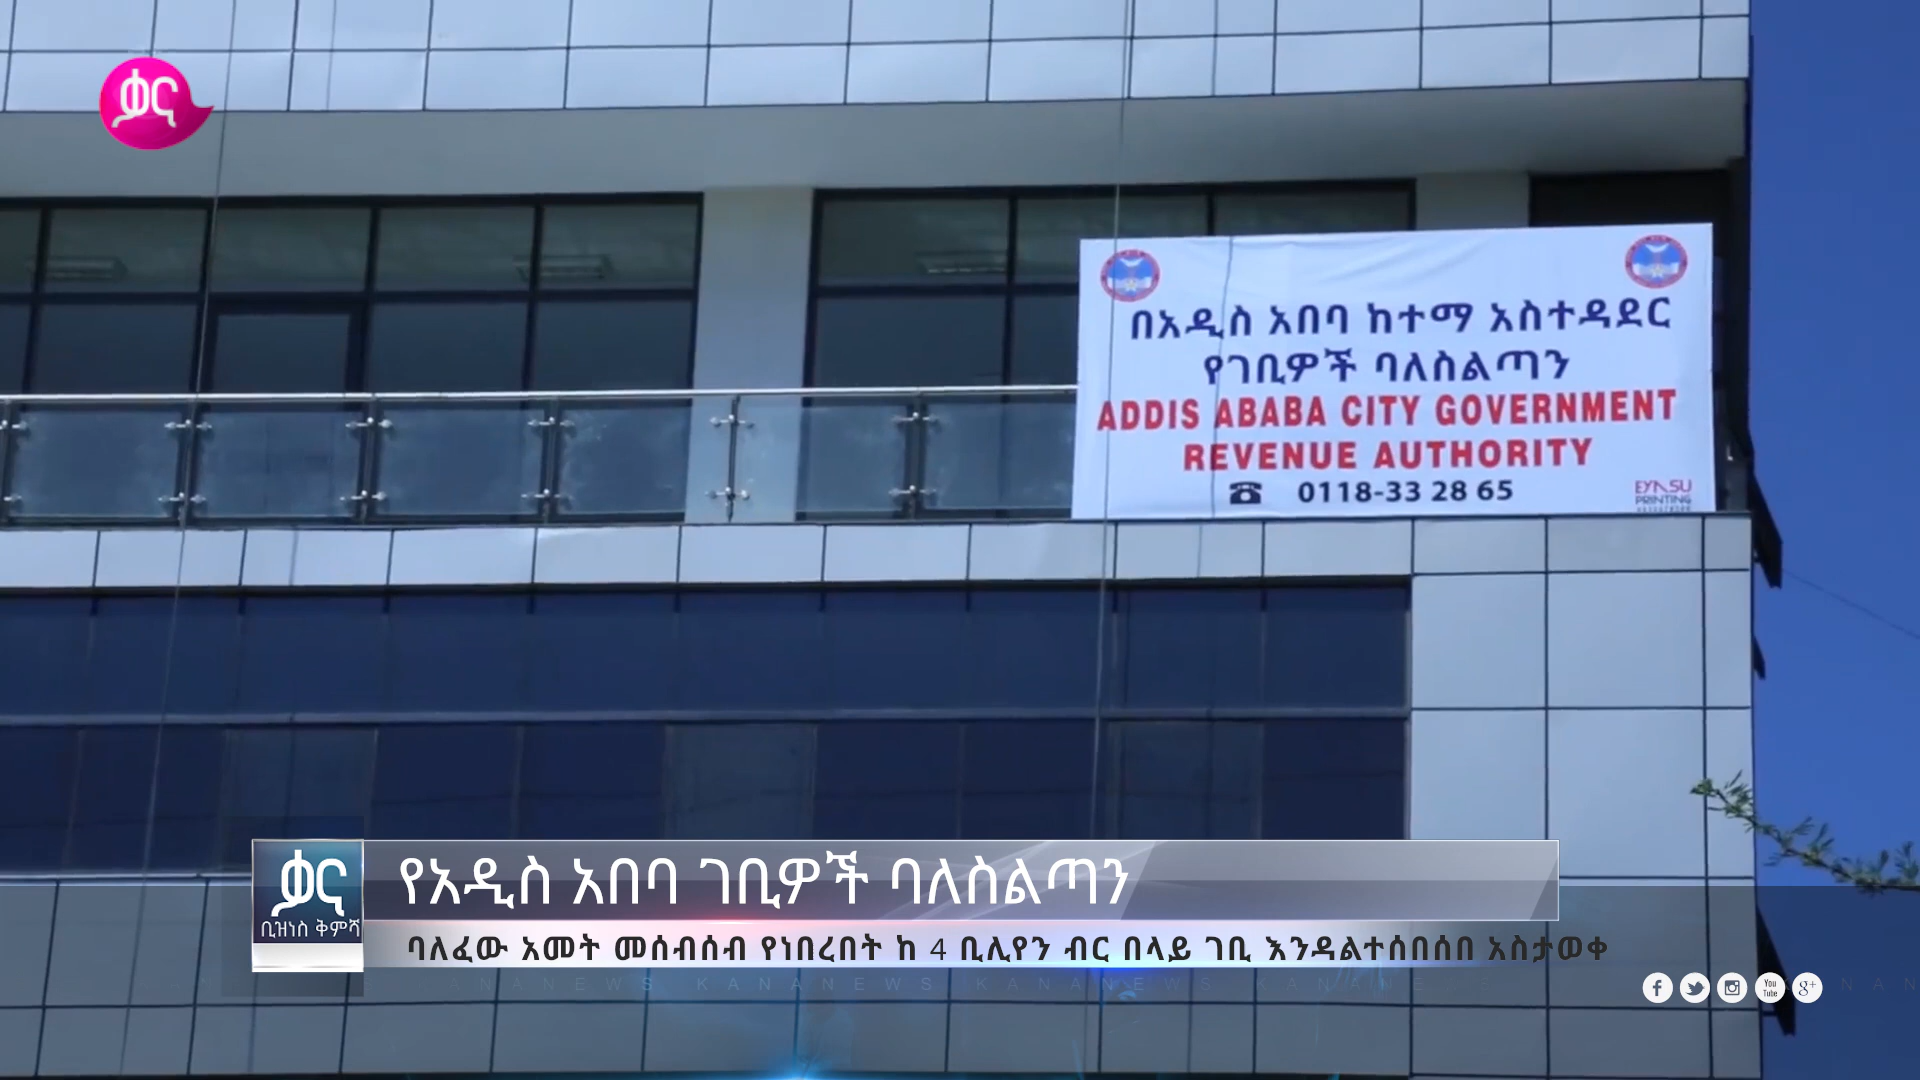 ቃና
በአዲስ አበባ ከተማ አስተዳደር
የገቢዎች ባለስልጣን
ADDIS ABABA CITY GOVERNMENT
REVENUE AUTHORITY
0118-33 28 65
EYASU
PRINTING
ቃና
ቢዝነስ ቅምሻ
የአዲስ አበባ ገቢዎች ባለስልጣን
ባለፈው አመት መሰብሰብ የነበረበት ከ 4 ቢሊየን ብር በላይ ገቢ እንዳልተሰበሰበ አስታወቀ
KANANEWS KANANEWS KANANEWS
You
Tube
g+